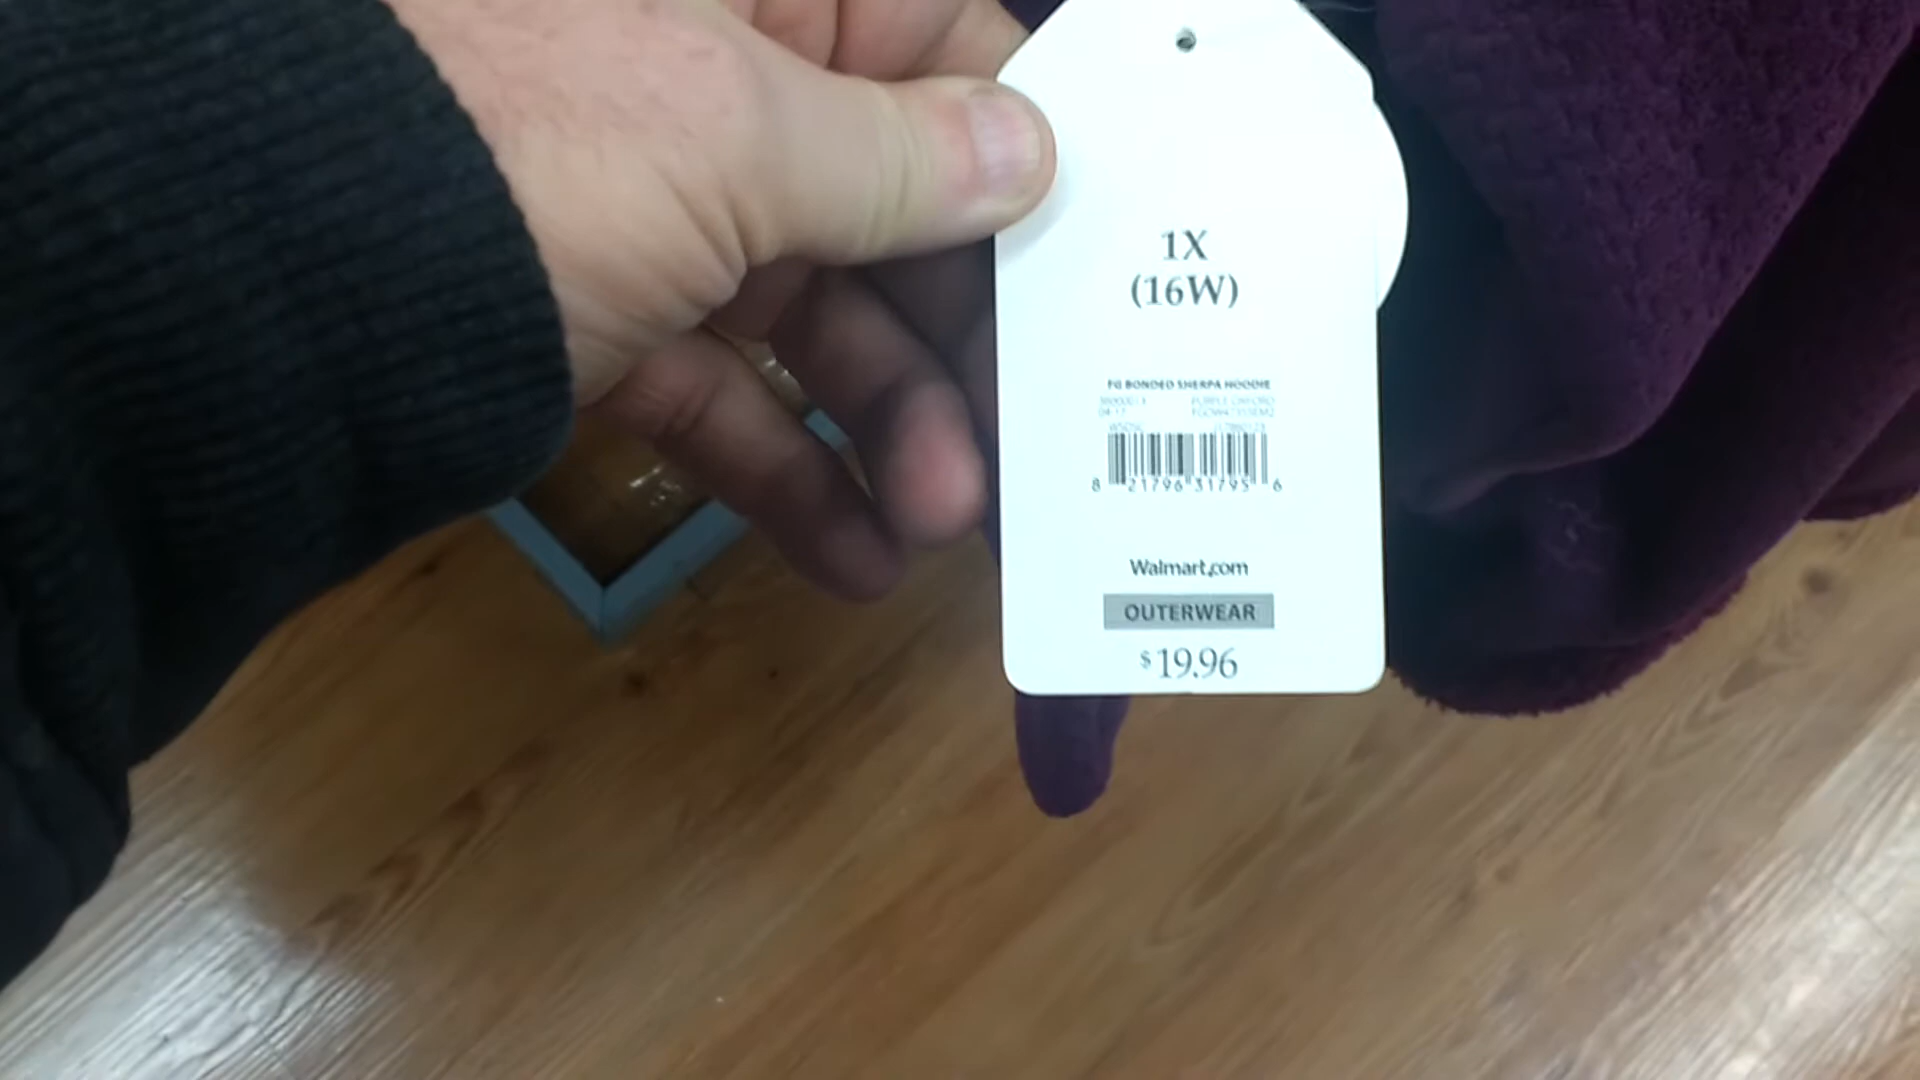 1X
(16W)
FG BONDED SHERPA HOODIE
8 21796 31795 6
Walmart.com
OUTERWEAR
$19.96